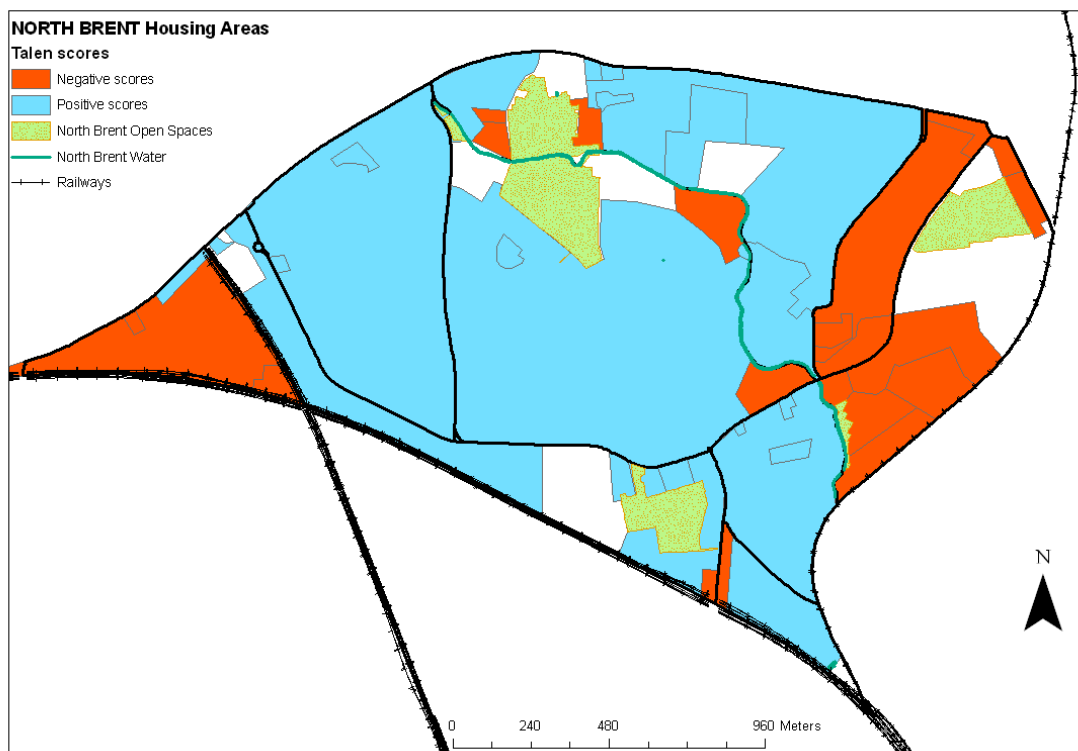 NORTH BRENT Housing Areas
Talen scores
Negative scores
Positive scores
North Brent Open Spaces
North Brent Water
Railways
N
0 240 480 960 Meters